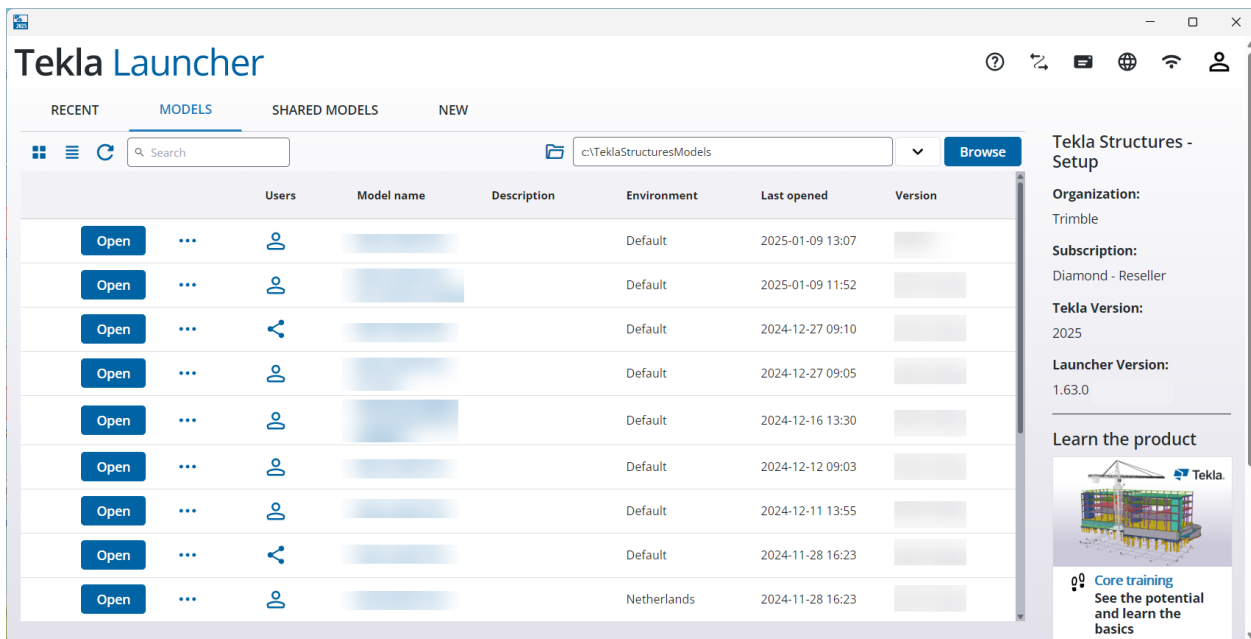 2025
Tekla Launcher
RECENT MODELS SHARED MODELS NEW
Search
c:\TeklaStructuresModels
Browse
Users Model name Description Environment Last opened Version
Open Default 2025-01-09 13:07
Open Default 2025-01-09 11:52
Open Default 2024-12-27 09:10
Open Default 2024-12-27 09:05
Open Default 2024-12-16 13:30
Open Default 2024-12-12 09:03
Open Default 2024-12-11 13:55
Open Default 2024-11-28 16:23
Open Netherlands 2024-11-28 16:23
Tekla Structures -
Setup
Organization:
Trimble
Subscription:
Diamond - Reseller
Tekla Version:
2025
Launcher Version:
1.63.0
Learn the product
Tekla.
Core training
See the potential
and learn the
basics